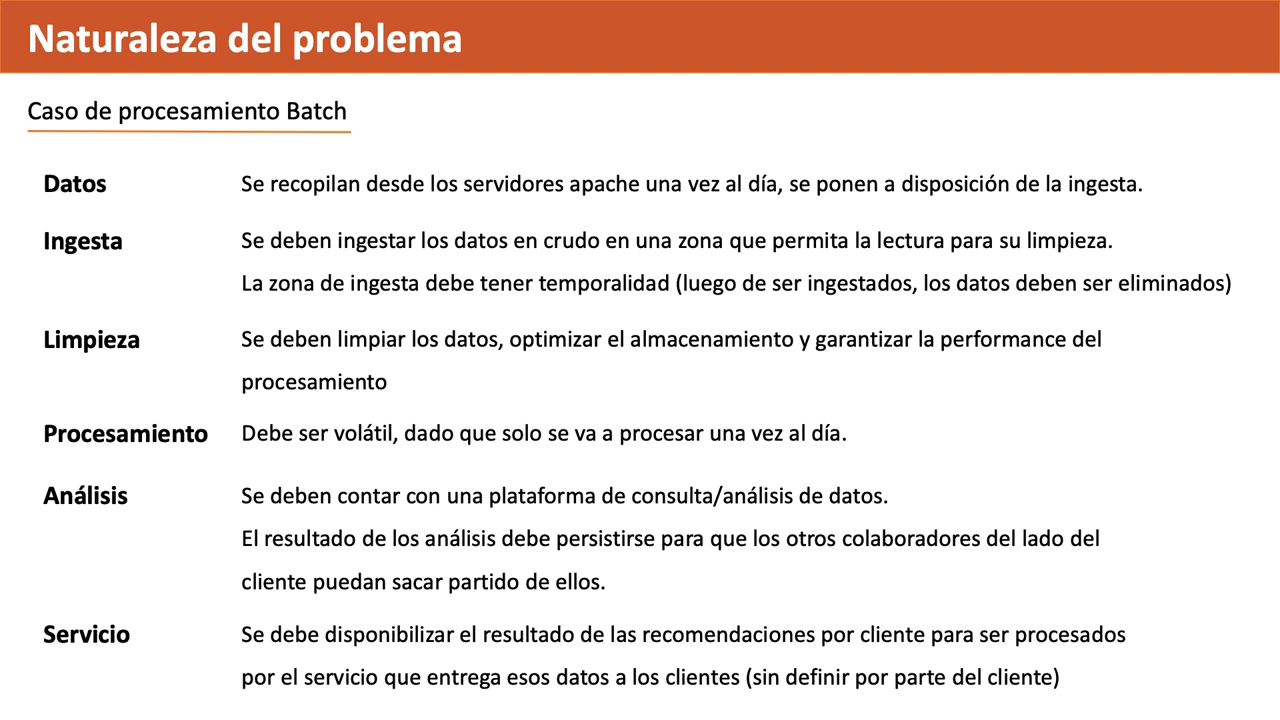 Naturaleza del problema
Caso de procesamiento Batch
Datos
Se recopilan desde los servidores apache una vez al día, se ponen a disposición de la ingesta.
Ingesta
Se deben ingestar los datos en crudo en una zona que permita la lectura para su limpieza.
La zona de ingesta debe tener temporalidad (luego de ser ingestados, los datos deben ser eliminados)
Limpieza
Se deben limpiar los datos, optimizar el almacenamiento y garantizar la performance del
procesamiento
Procesamiento
Debe ser volátil, dado que solo se va a procesar una vez al día.
Análisis
Se deben contar con una plataforma de consulta/análisis de datos.
El resultado de los análisis debe persistirse para que los otros colaboradores del lado del
cliente puedan sacar partido de ellos.
Servicio
Se debe disponibilizar el resultado de las recomendaciones por cliente para ser procesados
por el servicio que entrega esos datos a los clientes (sin definir por parte del cliente)